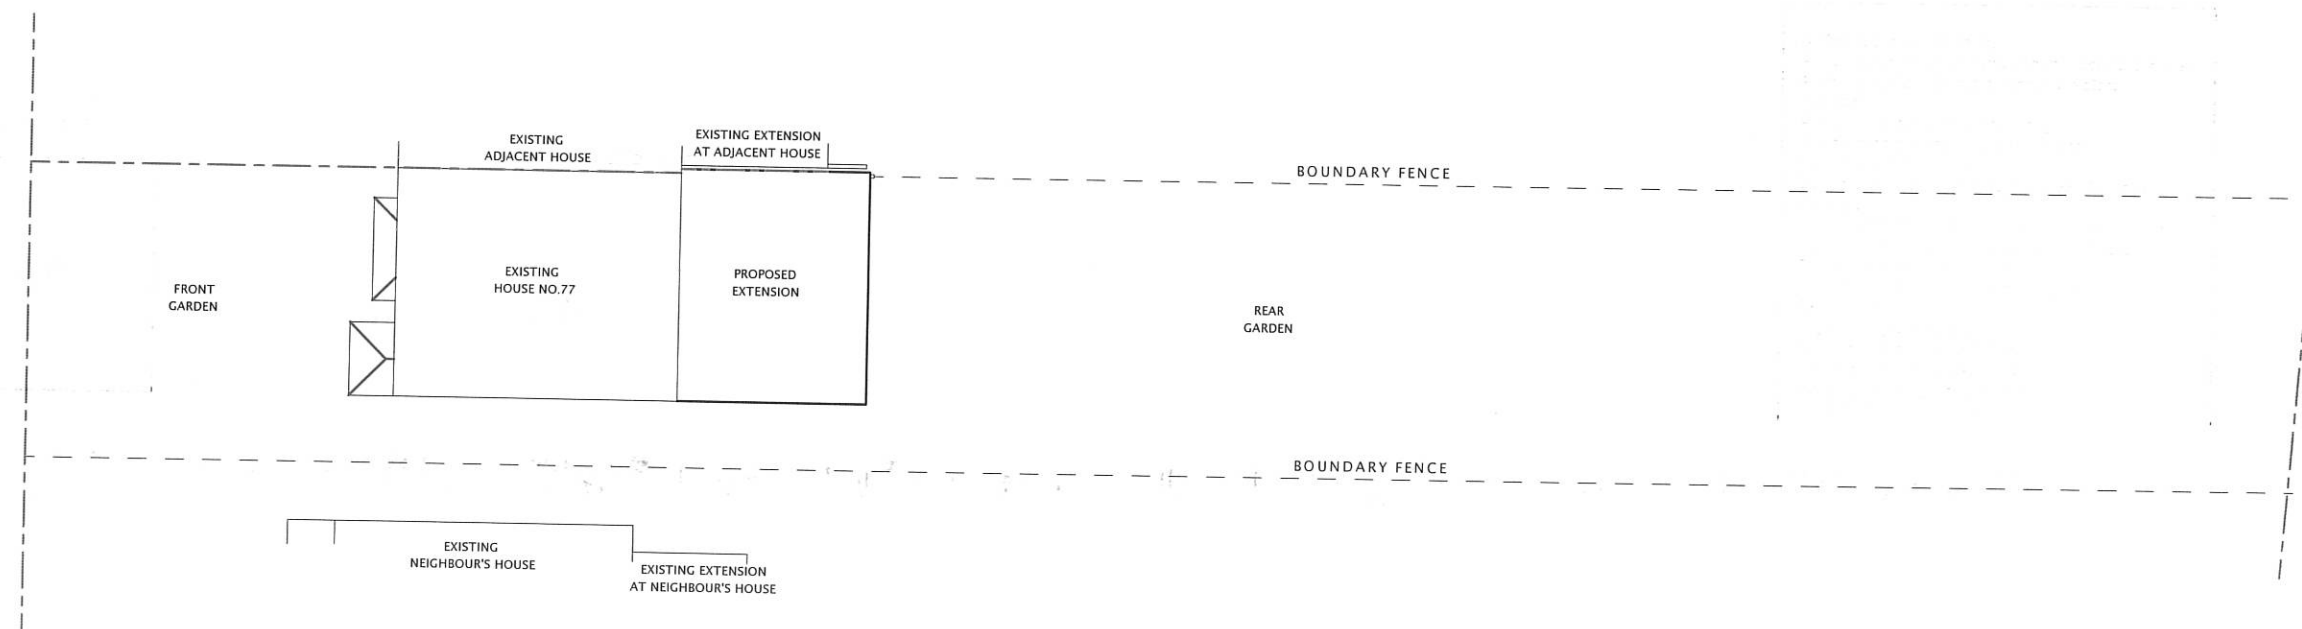 EXISTING
ADJACENT HOUSE
EXISTING EXTENSION
AT ADJACENT HOUSE
BOUNDARY FENCE
FRONT
GARDEN
EXISTING
HOUSE NO.77
PROPOSED
EXTENSION
REAR
GARDEN
BOUNDARY FENCE
EXISTING
NEIGHBOUR'S HOUSE
EXISTING EXTENSION
AT NEIGHBOUR'S HOUSE